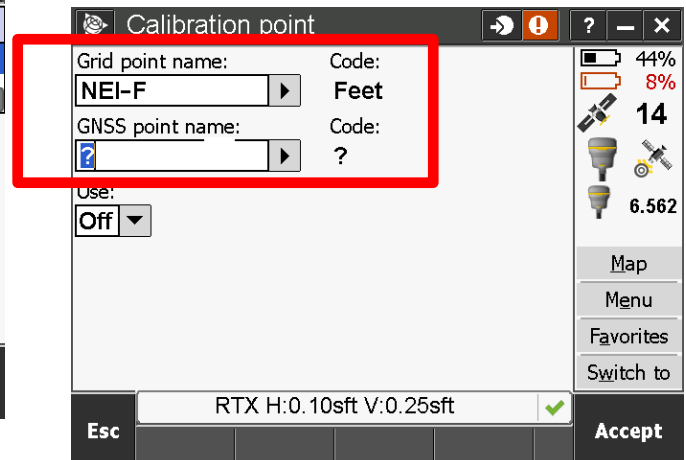 Calibration point
? – ×
Grid point name: Code:
NEI-F Feet
GNSS point name: Code:
? ?
Use:
Off
44%
8%
14
6.562
Map
Menu
Favorites
Switch to
RTX H:0.10sft V:0.25sft
Esc
Accept